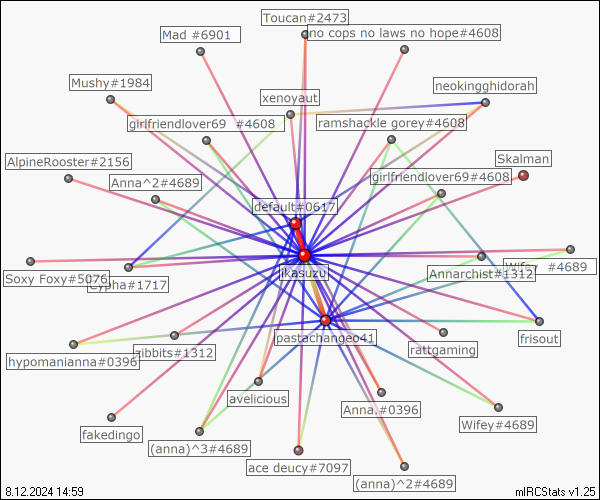 Toucan#2473
no cops no laws no hope#4608
Mad #6901
Mushy#1984
neokingghidorah
xenoyaut
girlfriendlover69 #4608
ramshackle gorey#4608
AlpineRooster#2156
Skalman
Anna^2#4689
girlfriendlover69#4608
default#0617
Soxy Foxy#5076
Cypha#1717
jkasuzu
Annarchist#1312
Wifey #4689
hypomanianna#0396
zibbits#1312
pastachangeo41
rattgaming
frisout
avelicious
Anna.#0396
fakedingo
(anna)^3#4689
Wifey#4689
ace deucy#7097
(anna)^2#4689
8.12.2024 14:59
mIRCStats v1.25